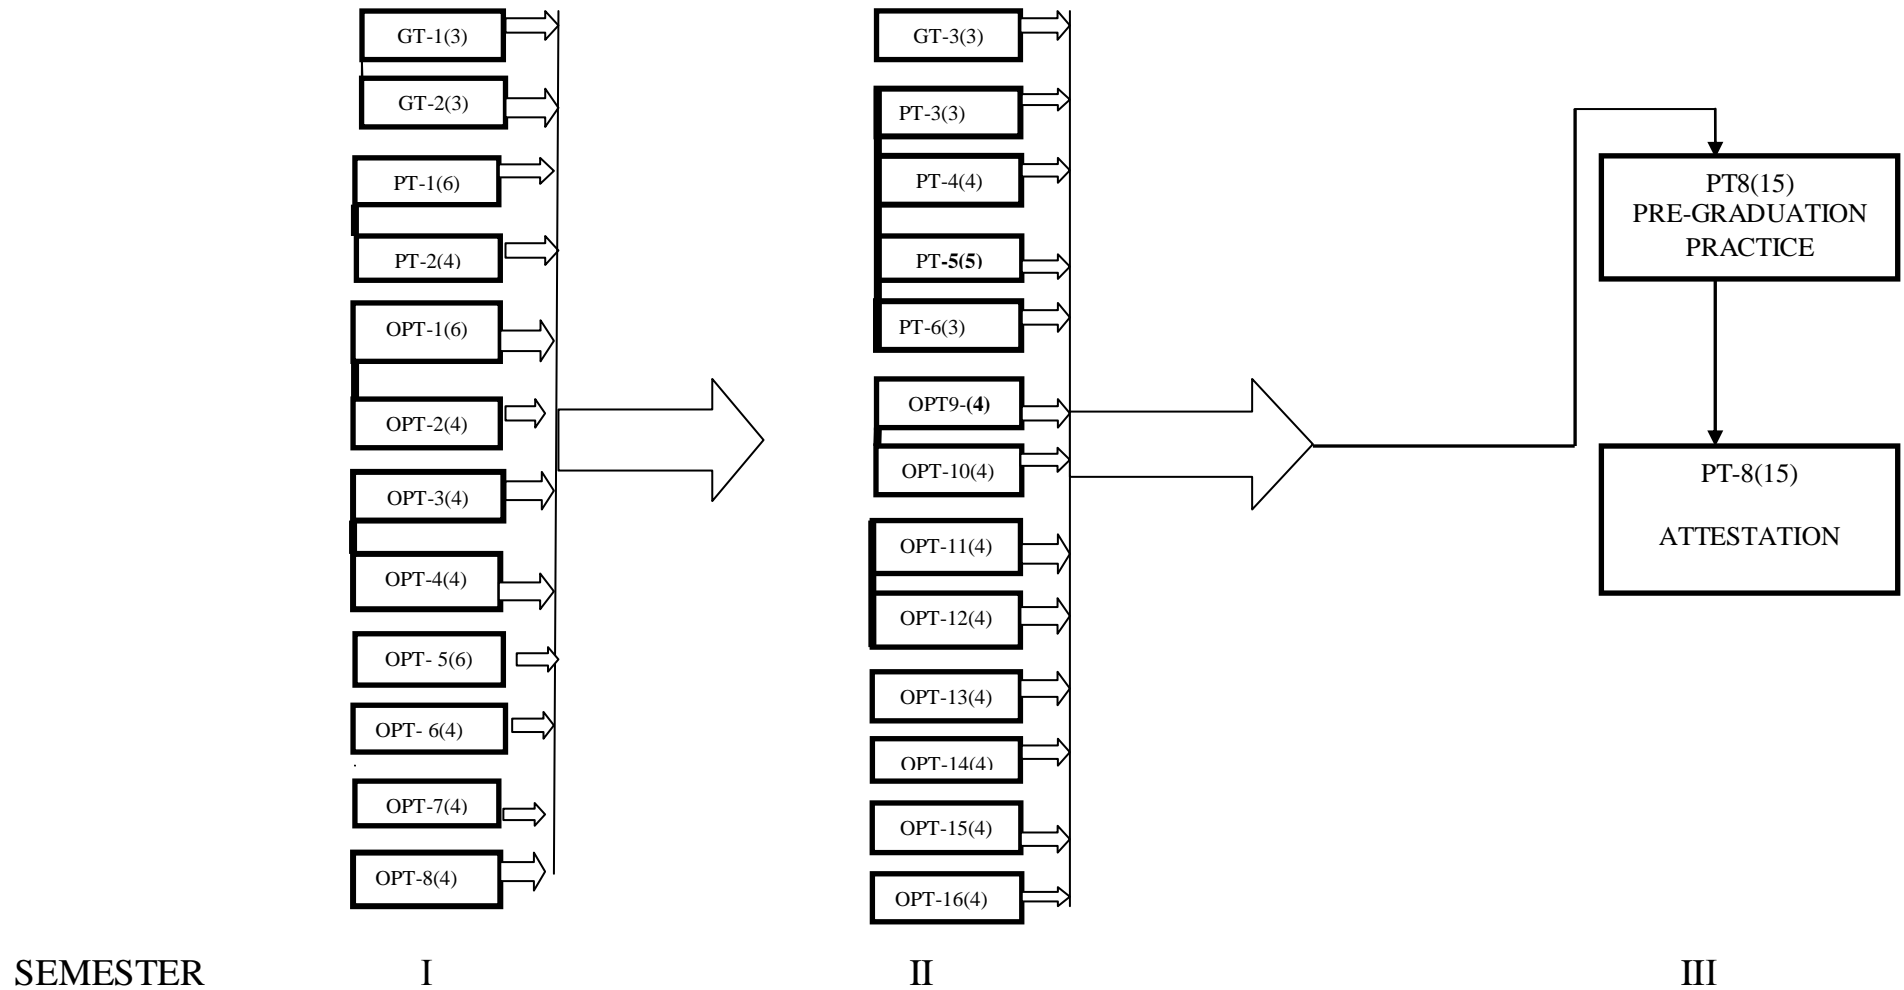 GT-1(3)
GT-2(3)
PT-1(6)
PT-2(4)
OPT-1(6)
OPT-2(4)
OPT-3(4)
OPT-4(4)
OPT- 5(6)
OPT- 6(4)
.
OPT-7(4)
OPT-8(4)
GT-3(3)
PT-3(3)
PT-4(4)
PT-5(5)
PT-6(3)
OPT9-(4)
OPT-10(4)
OPT-11(4)
OPT-12(4)
OPT-13(4)
OPT-14(4)
OPT-15(4)
OPT-16(4)
PT8(15)
PRE-GRADUATION
PRACTICE
PT-8(15)
ATTESTATION
SEMESTER I II III